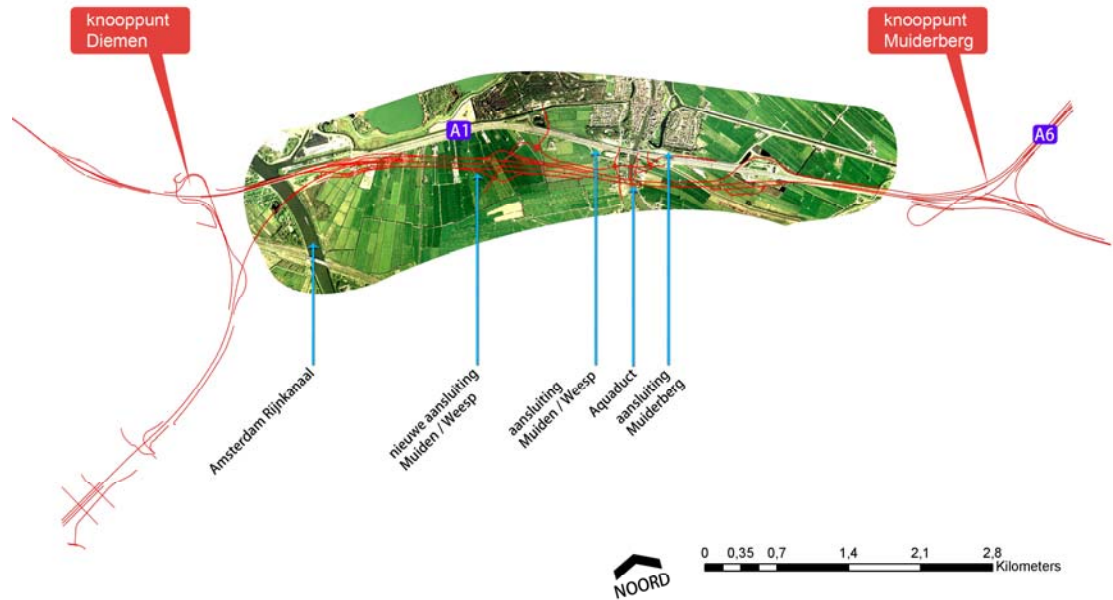 knooppunt
Diemen
knooppunt
Muiderberg
A1
A6
Amsterdam Rijnkanaal
nieuwe aansluiting
Muiden / Weesp
aansluiting
Muiden / Weesp
Aquaduct
aansluiting
Muiderberg
NOORD
0 0,35 0,7 1,4 2,1 2,8
Kilometers